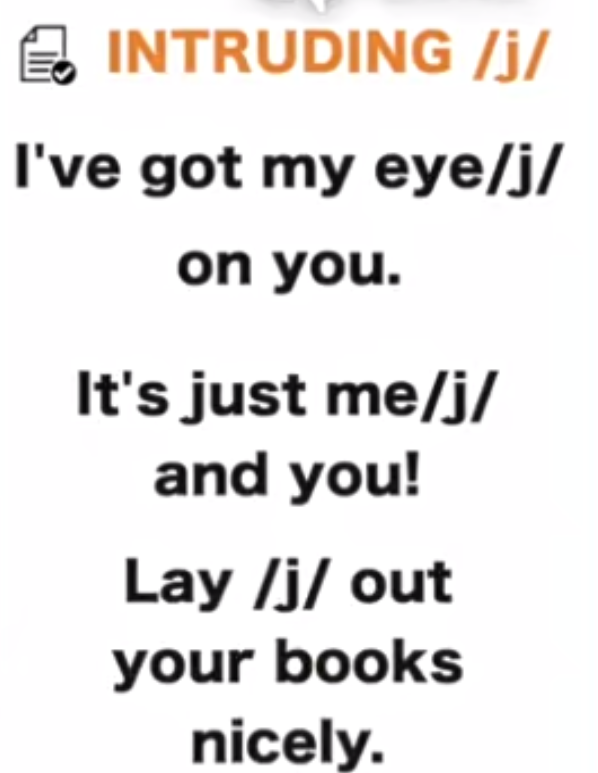 INTRUDING /j/
I've got my eye/j/
on you.
It's just me/j/
and you!
Lay /j/ out
your books
nicely.